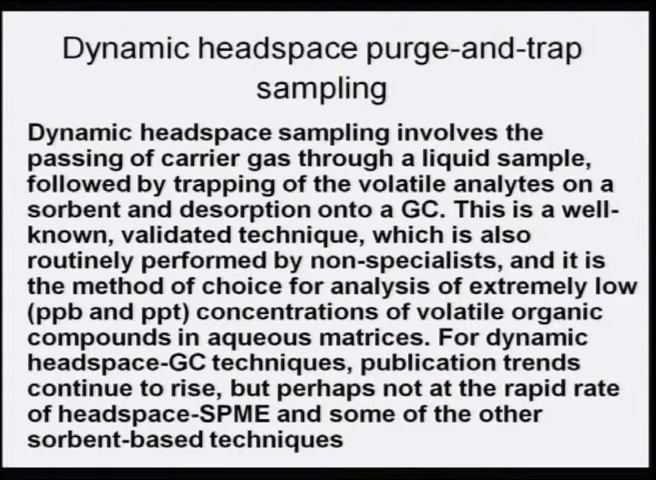 Dynamic headspace purge-and-trap
sampling
Dynamic headspace sampling involves the
passing of carrier gas through a liquid sample,
followed by trapping of the volatile analytes on a
sorbent and desorption onto a GC. This is a well-
known, validated technique, which is also
routinely performed by non-specialists, and it is
the method of choice for analysis of extremely low
(ppb and ppt) concentrations of volatile organic
compounds in aqueous matrices. For dynamic
headspace-GC techniques, publication trends
continue to rise, but perhaps not at the rapid rate
of headspace-SPME and some of the other
sorbent-based techniques